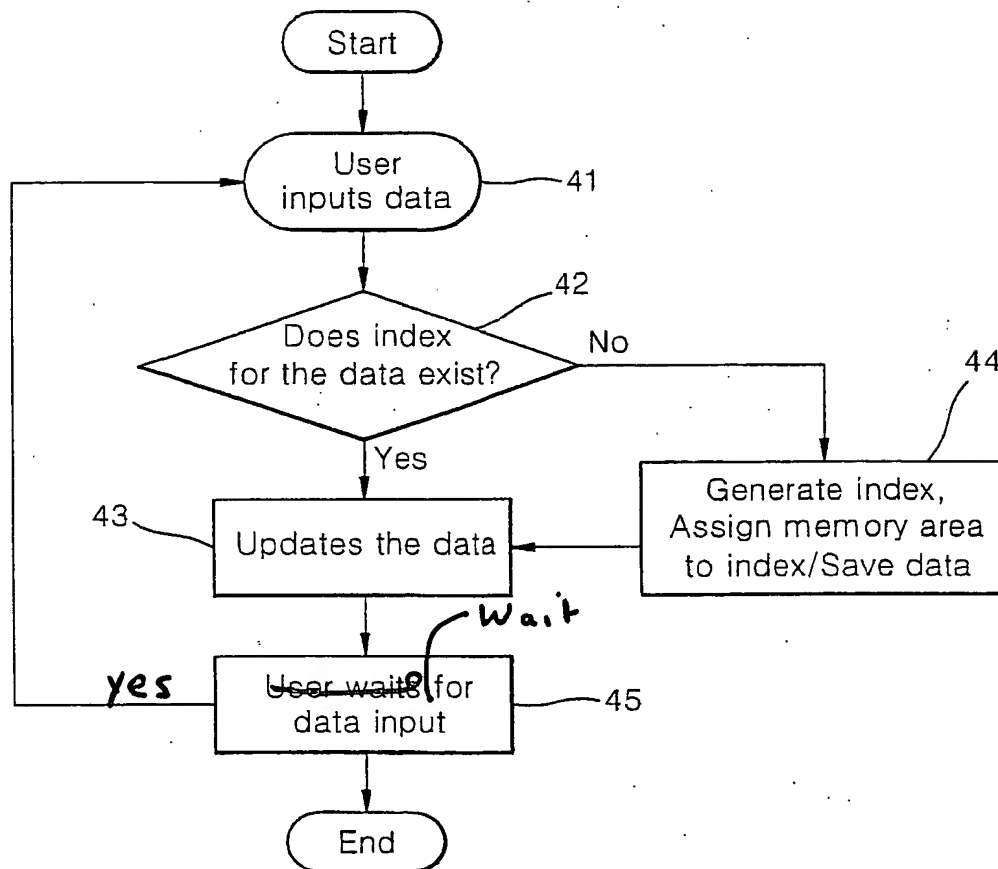 Start
User
inputs data
41
42
Does index
for the data exist?
No
44
Yes
43
Updates the data
Generate index,
Assign memory area
to index/Save data
Wait
yes
User waits for
data input
45
End